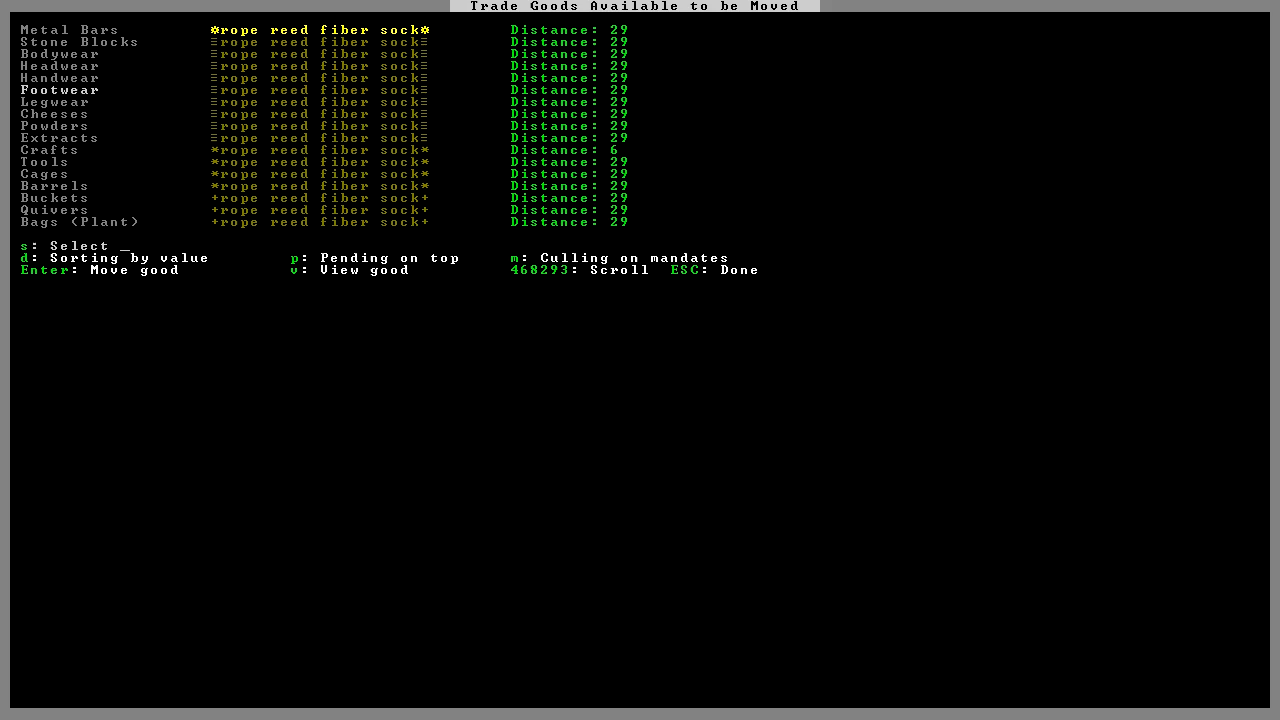 Trade Goods Available to be Moved
Metal Bars ☼rope reed fiber sock☼ Distance: 29
Stone Blocks ≡rope reed fiber sock≡ Distance: 29
Bodywear ≡rope reed fiber sock≡ Distance: 29
Headwear ≡rope reed fiber sock≡ Distance: 29
Handwear ≡rope reed fiber sock≡ Distance: 29
Footwear ≡rope reed fiber sock≡ Distance: 29
Legwear ≡rope reed fiber sock≡ Distance: 29
Cheeses ≡rope reed fiber sock≡ Distance: 29
Powders ≡rope reed fiber sock≡ Distance: 29
Extracts ≡rope reed fiber sock≡ Distance: 29
Crafts *rope reed fiber sock* Distance: 6
Tools *rope reed fiber sock* Distance: 29
Cages *rope reed fiber sock* Distance: 29
Barrels *rope reed fiber sock* Distance: 29
Buckets +rope reed fiber sock+ Distance: 29
Quivers +rope reed fiber sock+ Distance: 29
Bags (Plant) +rope reed fiber sock+ Distance: 29
s: Select _
d: Sorting by value p: Pending on top m: Culling on mandates
Enter: Move good v: View good 468293: Scroll ESC: Done